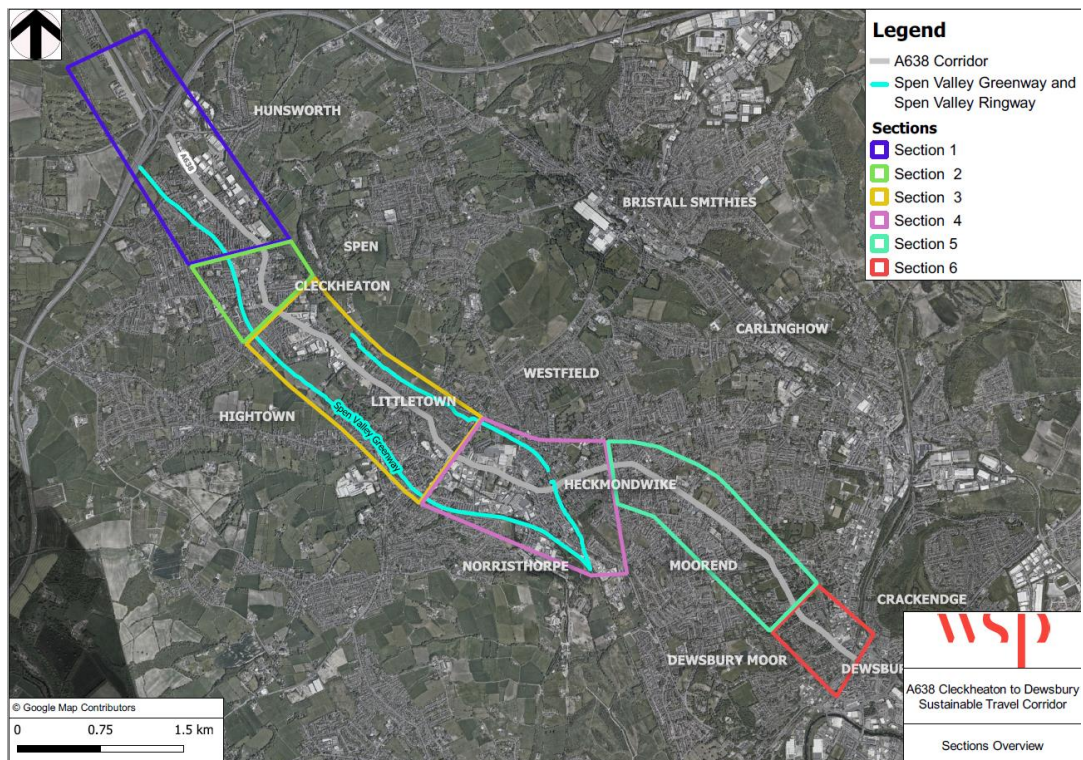 Legend
A638 Corridor
Spen Valley Greenway and
Spen Valley Ringway
Sections
Section 1
Section 2
Section 3
Section 4
Section 5
Section 6
HUNSWORTH
A638
BRISTALL SMITHIES
SPEN
CLECKHEATON
CARLINGHOW
WESTFIELD
LITTLETOWN
HIGHTOWN
Spen Valley Greenway
HECKMONDWIKE
NORRISTHORPE
MOOREND
CRACKENDGE
DEWSBURY MOOR
DEWSBUR
wsp
A638 Cleckheaton to Dewsbury
Sustainable Travel Corridor
Sections Overview
© Google Map Contributors
0 0.75 1.5 km